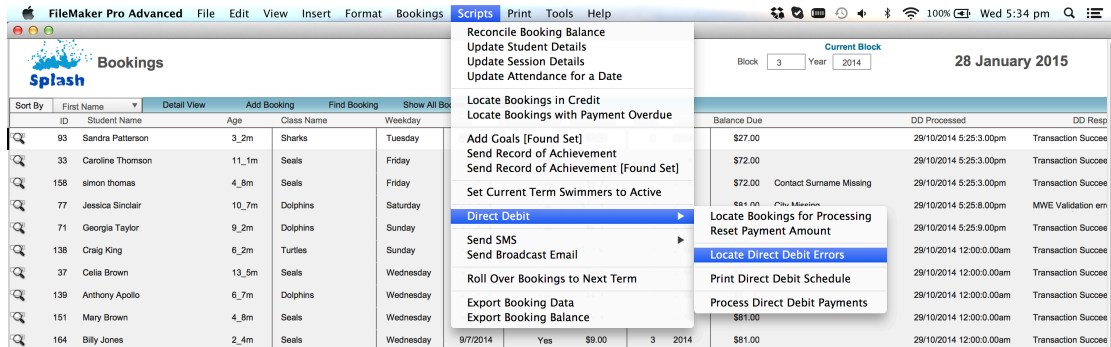 FileMaker Pro Advanced File Edit View Insert Format Bookings Scripts Print Tools Help 100% Wed 5:34 pm
Splash Bookings
Current Block
Block 3 Year 2014
28 January 2015
Sort By First Name ▼ Detail View Add Booking Find Booking Show All
ID Student Name Age Class Name Weekday Balance Due DD Processed DD Resp
93 Sandra Patterson 3_2m Sharks Tuesday $27.00 29/10/2014 5:25:3.00pm Transaction Succee
33 Caroline Thomson 11_1m Seals Friday $72.00 29/10/2014 5:25:3.00pm Transaction Succee
158 simon thomas 4_8m Seals Friday $72.00 Contact Surname Missing 29/10/2014 5:25:3.00pm Transaction Succee
77 Jessica Sinclair 10_7m Dolphins Saturday $81.00 City Missing 29/10/2014 5:25:8.00pm MWE Validation erro
71 Georgia Taylor 9_2m Dolphins Sunday 29/10/2014 5:25:3.00pm Transaction Succee
138 Craig King 6_2m Turtles Sunday 29/10/2014 12:00:0.00am Transaction Succee
37 Celia Brown 13_5m Seals Wednesday 29/10/2014 12:00:0.00am Transaction Succee
139 Anthony Apollo 6_7m Dolphins Wednesday 29/10/2014 12:00:0.00am Transaction Succee
151 Mary Brown 4_8m Seals Wednesday $81.00 29/10/2014 12:00:0.00am Transaction Succee
164 Billy Jones 2_4m Seals Wednesday 9/7/2014 Yes $9.00 3 2014 $81.00 29/10/2014 12:00:0.00am Transaction Succee
Reconcile Booking Balance
Update Student Details
Update Session Details
Update Attendance for a Date
Locate Bookings in Credit
Locate Bookings with Payment Overdue
Add Goals [Found Set]
Send Record of Achievement
Send Record of Achievement [Found Set]
Set Current Term Swimmers to Active
Direct Debit
Send SMS
Send Broadcast Email
Roll Over Bookings to Next Term
Export Booking Data
Export Booking Balance
Locate Bookings for Processing
Reset Payment Amount
Locate Direct Debit Errors
Print Direct Debit Schedule
Process Direct Debit Payments